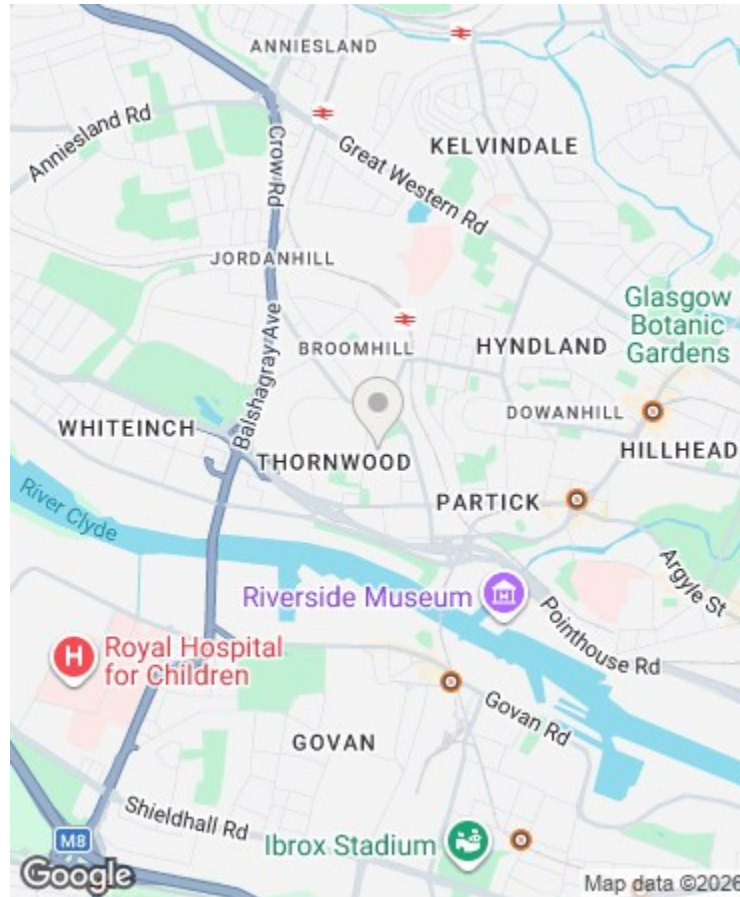 ANNIESLAND
Anniesland Rd
Crow Rd
Great Western Rd
KELVINDALE
JORDANHILL
Glasgow
Botanic
Gardens
Balshagray Ave
BROOMHILL
HYNDLAND
DOWANHILL
WHITEINCH
HILLHEAD
THORNWOOD
PARTICK
River Clyde
Argyle St
Riverside Museum
Pointhouse Rd
H
Royal Hospital
for Children
Govan Rd
GOVAN
Shieldhall Rd
M8
Ibrox Stadium
Google
Map data ©2026